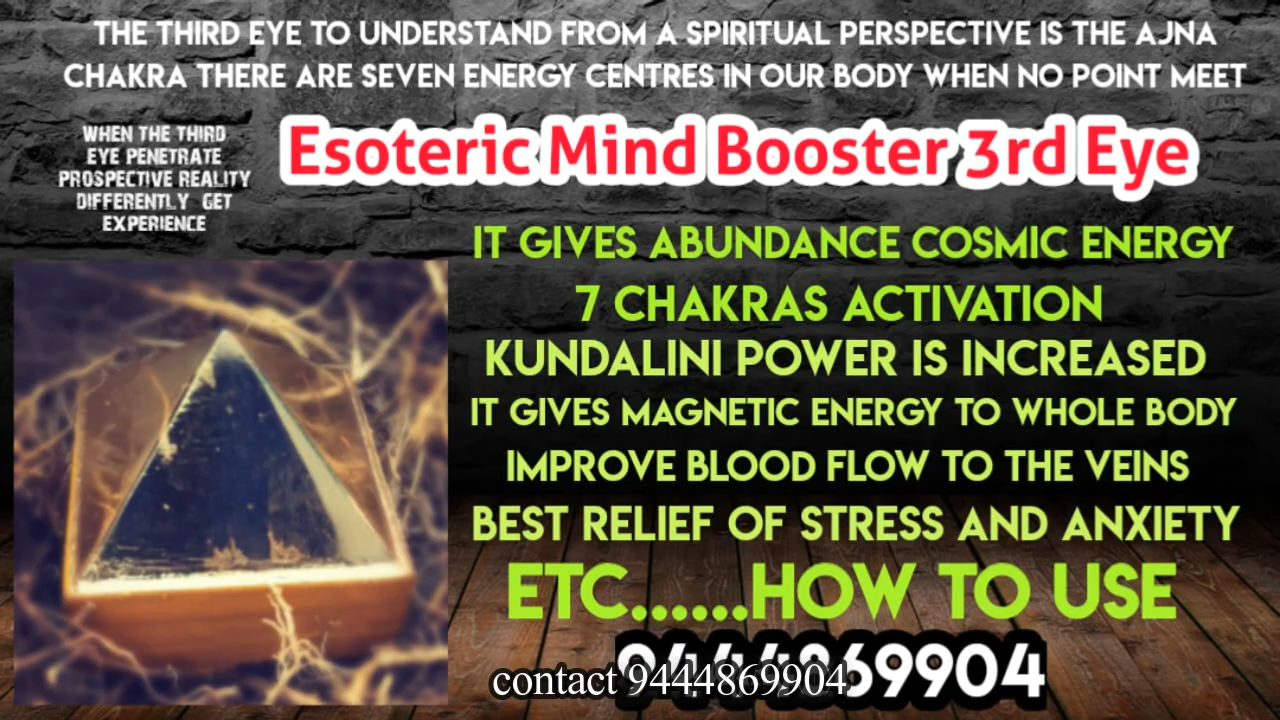 THE THIRD EYE TO UNDERSTAND FROM A SPIRITUAL PERSPECTIVE IS THE AJNA
CHAKRA THERE ARE SEVEN ENERGY CENTRES IN OUR BODY WHEN NO POINT MEET
WHEN THE THIRD
EYE PENETRATE
PROSPECTIVE REALITY
DIFFERENTLY GET
EXPERIENCE
Esoteric Mind Booster 3rd Eye
IT GIVES ABUNDANCE COSMIC ENERGY
7 CHAKRAS ACTIVATION
KUNDALINI POWER IS INCREASED
IT GIVES MAGNETIC ENERGY TO WHOLE BODY
IMPROVE BLOOD FLOW TO THE VEINS
BEST RELIEF OF STRESS AND ANXIETY
ETC......HOW TO USE
9444869904
contact 9444869904.